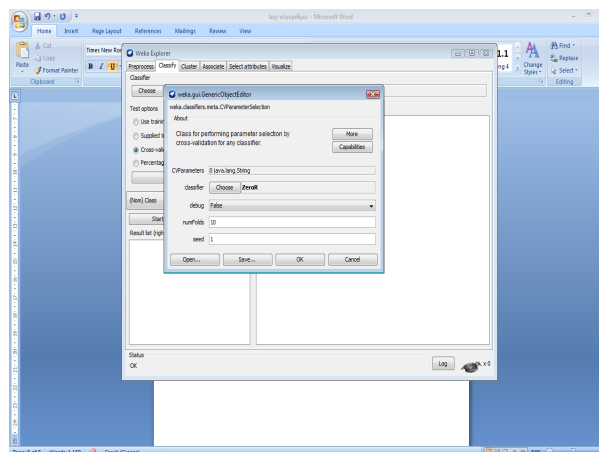 Microsoft Word
Home Insert Page Layout References Mailings Review View
Cut
Copy
Paste
Format Painter
Clipboard
Times New Ro
B I U
1.1
Change
Styles
Find
Replace
Select
Editing
Weka Explorer
Preprocess Classify Cluster Associate Select attributes Visualize
Classifier
Choose
Test options
Use trainin
Supplied t
Cross-vali
Percentag
(Nom) Class
Start
Result list (righ
Status
OK
Log
x 0
weka.gui.GenericObjectEditor
weka.classifiers.meta.CVParameterSelection
About
Class for performing parameter selection by
cross-validation for any classifier.
More
Capabilities
CVParameters 0 java.lang.String
classifier Choose ZeroR
debug False
numFolds 10
seed 1
Open... Save... OK Cancel